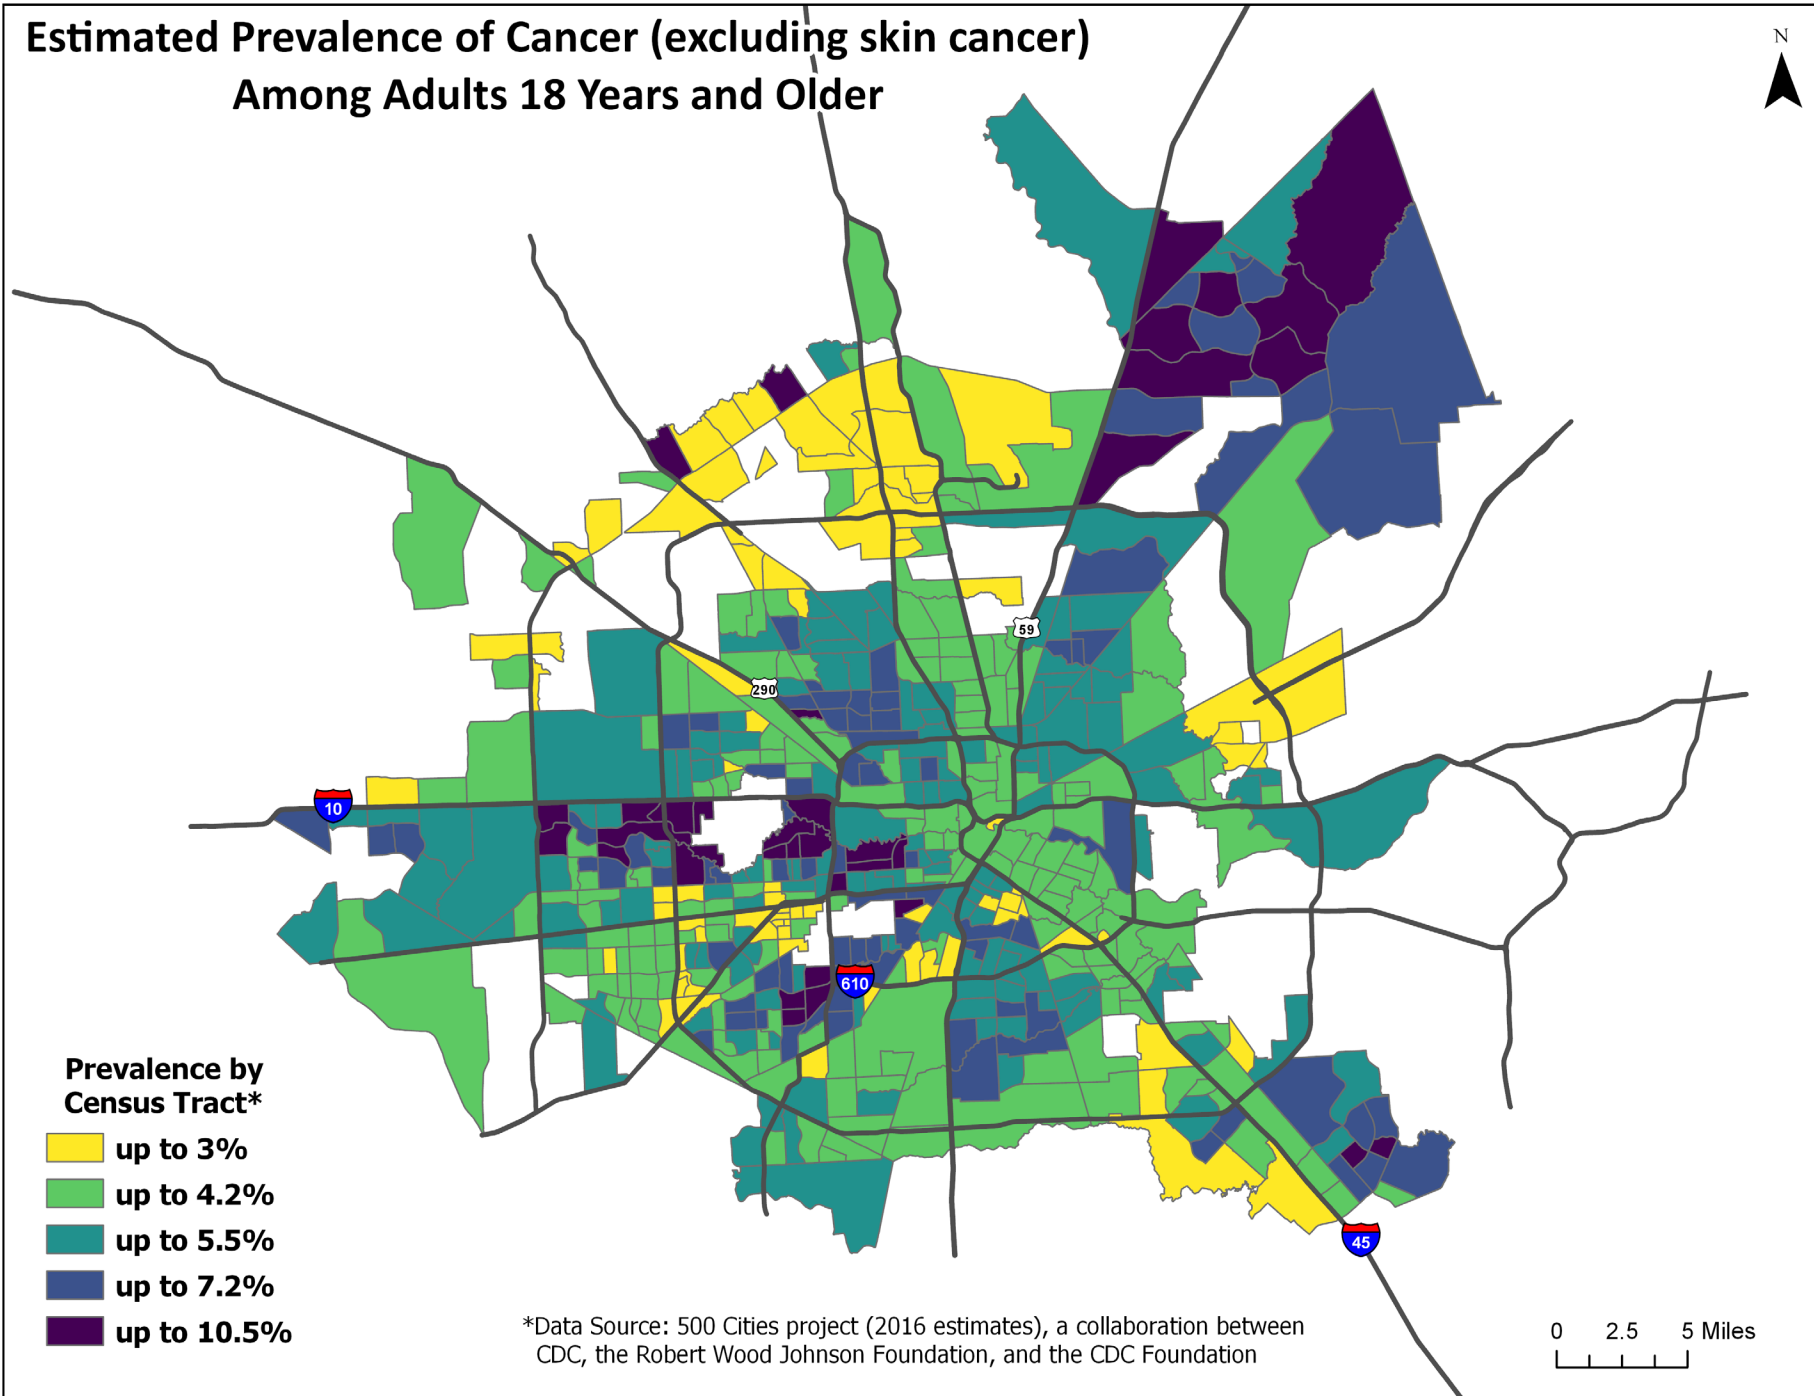 Estimated Prevalence of Cancer (excluding skin cancer)
Among Adults 18 Years and Older
N
59
290
10
610
45
Prevalence by
Census Tract*
up to 3%
up to 4.2%
up to 5.5%
up to 7.2%
up to 10.5%
*Data Source: 500 Cities project (2016 estimates), a collaboration between
CDC, the Robert Wood Johnson Foundation, and the CDC Foundation
0 2.5 5 Miles